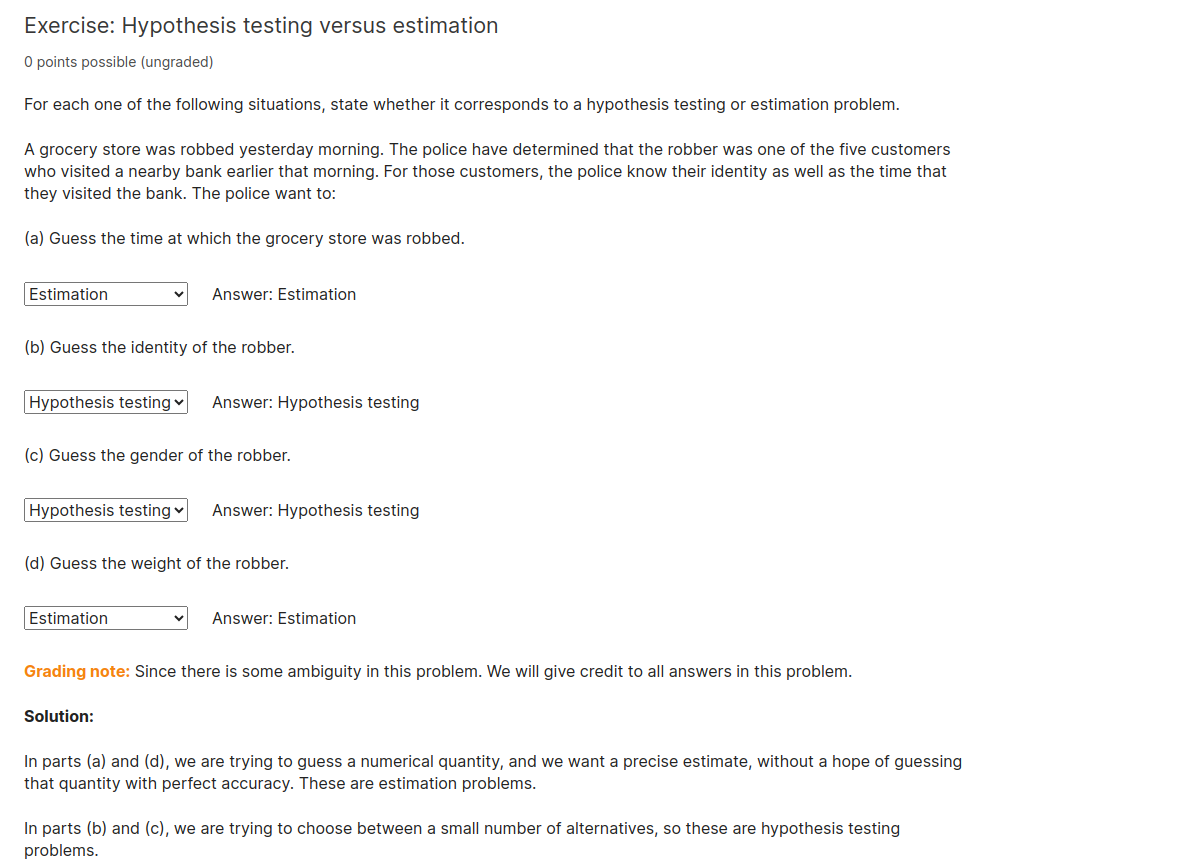 Exercise: Hypothesis testing versus estimation
0 points possible (ungraded)
For each one of the following situations, state whether it corresponds to a hypothesis testing or estimation problem.
A grocery store was robbed yesterday morning. The police have determined that the robber was one of the five customers
who visited a nearby bank earlier that morning. For those customers, the police know their identity as well as the time that
they visited the bank. The police want to:
(a) Guess the time at which the grocery store was robbed.
Estimation Answer: Estimation
(b) Guess the identity of the robber.
Hypothesis testing Answer: Hypothesis testing
(c) Guess the gender of the robber.
Hypothesis testing Answer: Hypothesis testing
(d) Guess the weight of the robber.
Estimation Answer: Estimation
Grading note: Since there is some ambiguity in this problem. We will give credit to all answers in this problem.
Solution:
In parts (a) and (d), we are trying to guess a numerical quantity, and we want a precise estimate, without a hope of guessing
that quantity with perfect accuracy. These are estimation problems.
In parts (b) and (c), we are trying to choose between a small number of alternatives, so these are hypothesis testing
problems.